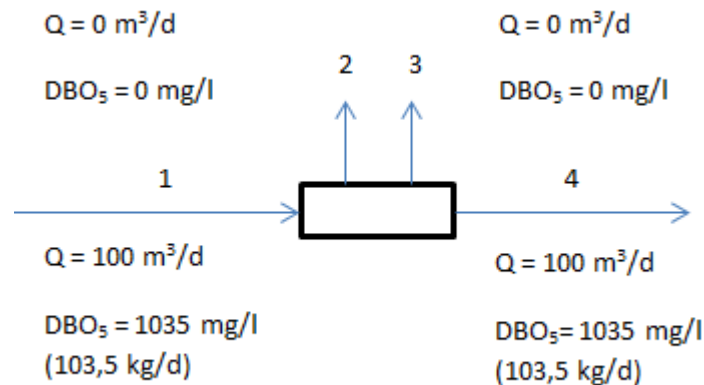 Q = 0 m³/d
DBO₅ = 0 mg/l
2
3
Q = 0 m³/d
DBO₅ = 0 mg/l
1
4
Q = 100 m³/d
DBO₅ = 1035 mg/l
(103,5 kg/d)
Q = 100 m³/d
DBO₅= 1035 mg/l
(103,5 kg/d)